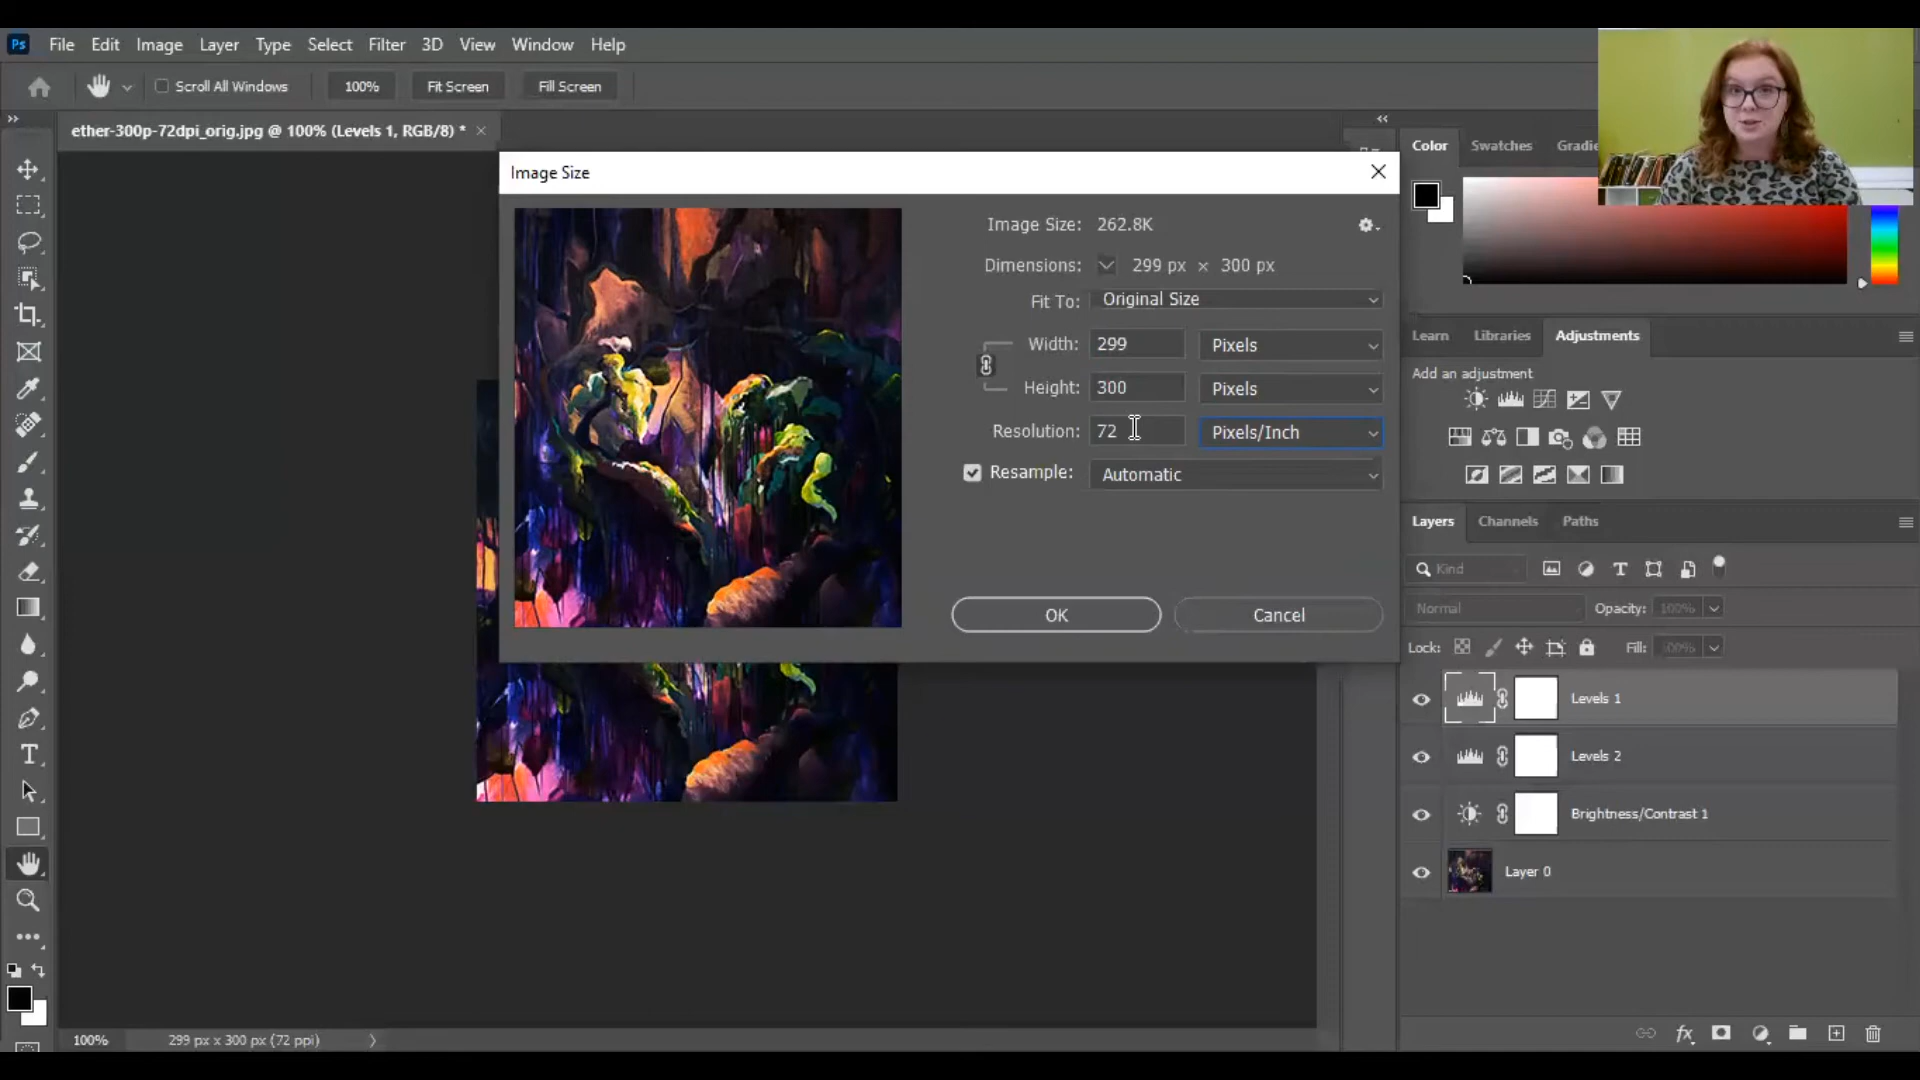 Ps File Edit Image Layer Type Select Filter 3D View Window Help
Scroll All Windows 100% Fit Screen Fill Screen
ether-300p-72dpi_orig.jpg @ 100% (Levels 1, RGB/8) *
Image Size
Image Size: 262.8K
Dimensions: 299 px × 300 px
Fit To: Original Size
Width: 299 Pixels
Height: 300 Pixels
Resolution: 72 Pixels/Inch
Resample: Automatic
OK Cancel
Color Swatches Gradie
Learn Libraries Adjustments
Add an adjustment
Layers Channels Paths
Kind
Normal Opacity: 100%
Lock: Fill: 100%
Levels 1
Levels 2
Brightness/Contrast 1
Layer 0
fx
100% 299 px x 300 px (72 ppi)